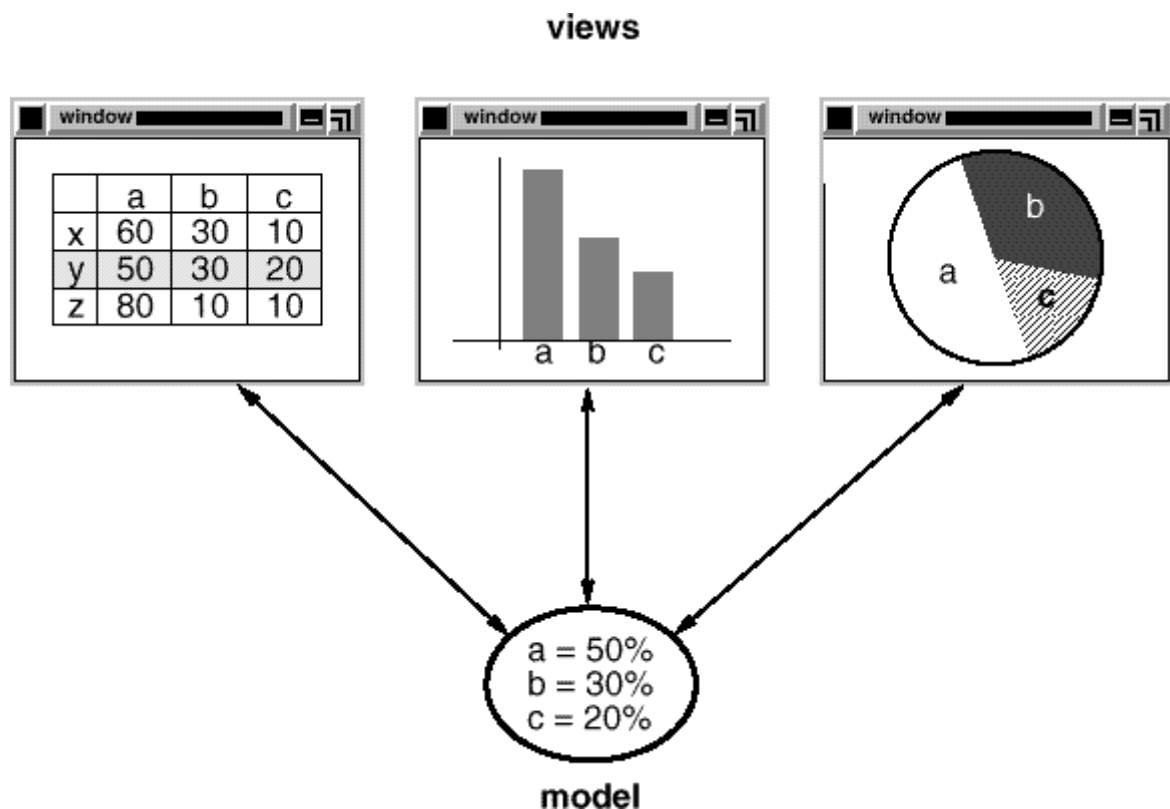 views
window
a b c
x 60 30 10
y 50 30 20
z 80 10 10
window
a b c
window
b
a
c
a = 50%
b = 30%
c = 20%
model